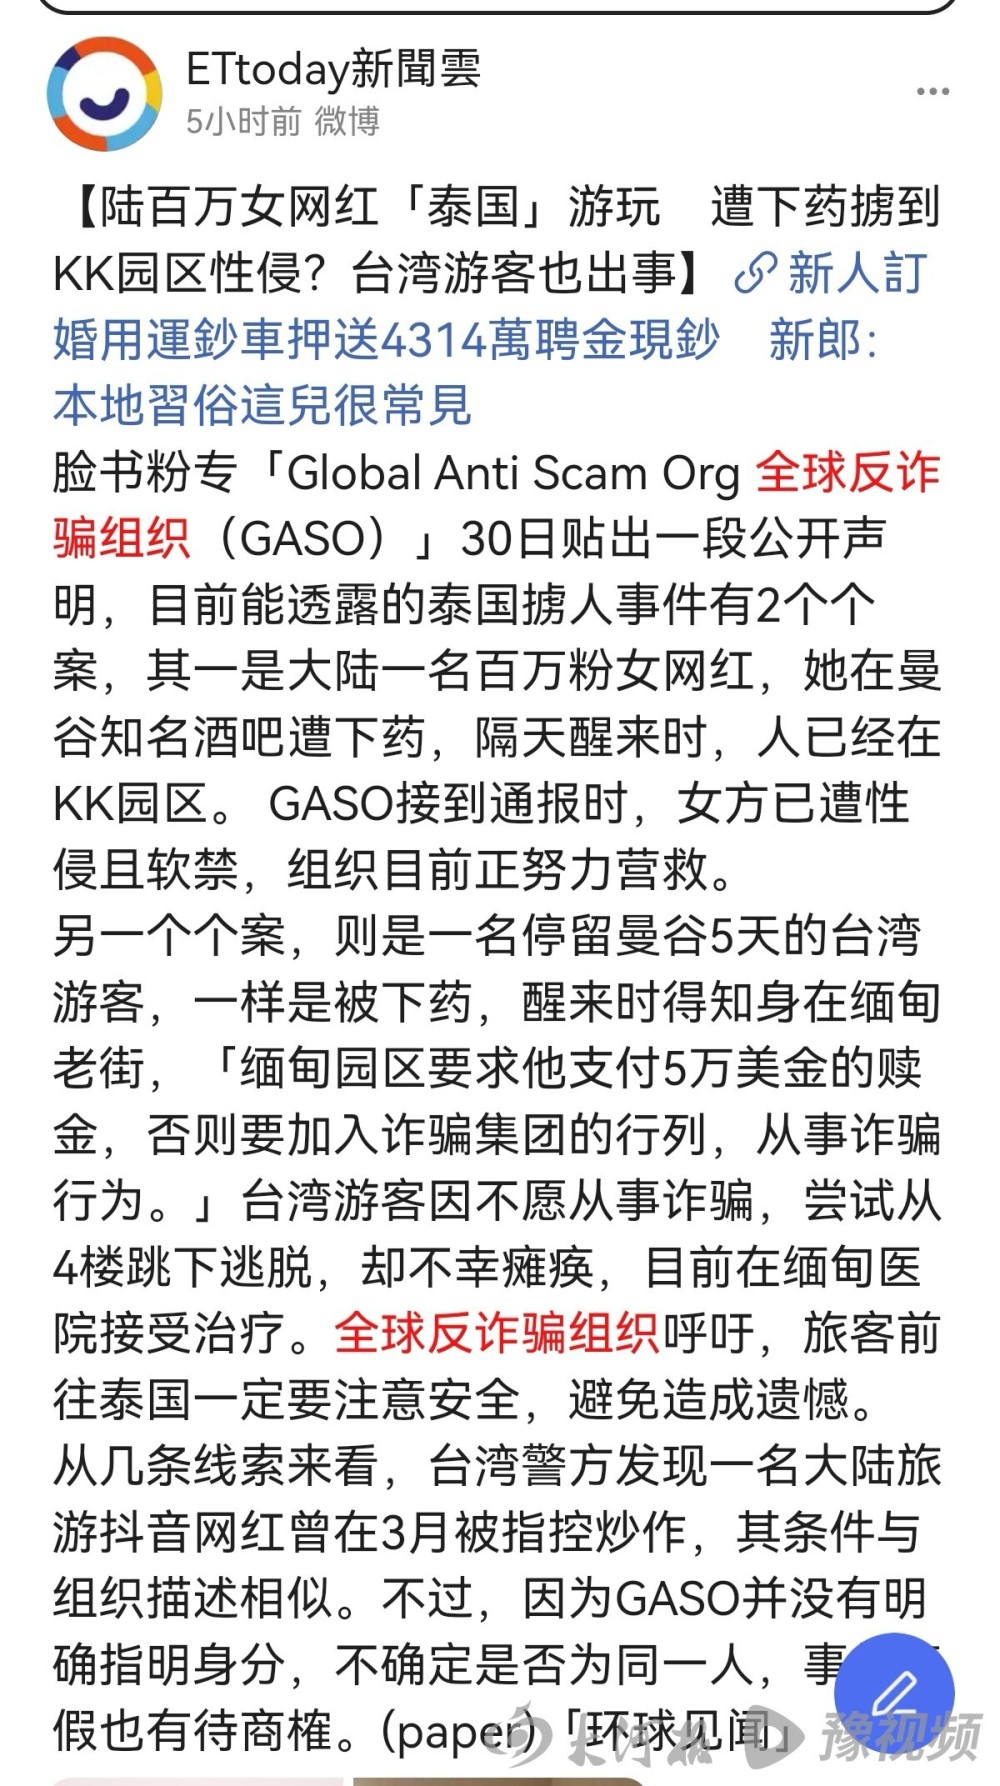 ETtoday新聞雲
5小时前 微博
【陆百万女网红「泰国」游玩　遭下药掳到
KK园区性侵？台湾游客也出事】新人訂
婚用運鈔車押送4314萬聘金現鈔　新郎：
本地習俗這兒很常見
脸书粉专「Global Anti Scam Org 全球反诈
骗组织（GASO）」30日贴出一段公开声
明，目前能透露的泰国掳人事件有2个个
案，其一是大陆一名百万粉女网红，她在曼
谷知名酒吧遭下药，隔天醒来时，人已经在
KK园区。 GASO接到通报时，女方已遭性
侵且软禁，组织目前正努力营救。
另一个个案，则是一名停留曼谷5天的台湾
游客，一样是被下药，醒来时得知身在缅甸
老街，「缅甸园区要求他支付5万美金的赎
金，否则要加入诈骗集团的行列，从事诈骗
行为。」台湾游客因不愿从事诈骗，尝试从
4楼跳下逃脱，却不幸瘫痪，目前在缅甸医
院接受治疗。全球反诈骗组织呼吁，旅客前
往泰国一定要注意安全，避免造成遗憾。
从几条线索来看，台湾警方发现一名大陆旅
游抖音网红曾在3月被指控炒作，其条件与
组织描述相似。不过，因为GASO并没有明
确指明身分，不确定是否为同一人，事
假也有待商榷。(paper)「环球见闻」
大河报 豫视频